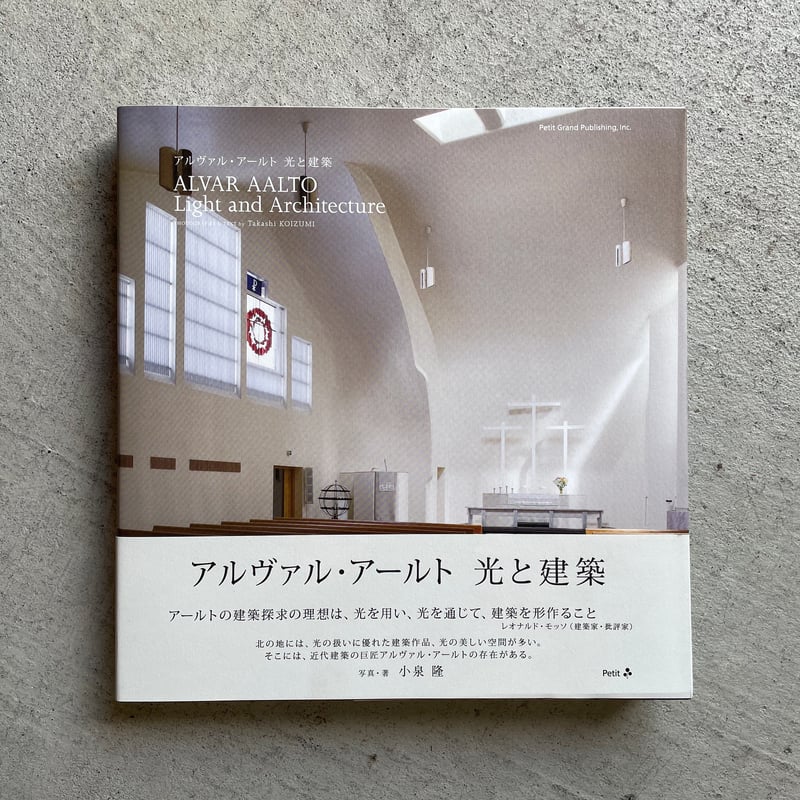 Petit Grand Publishing, Inc.
アルヴァル・アールト 光と建築
ALVAR AALTO
Light and Architecture
PHOTOGRAPHS & TEXT by Takashi KOIZUMI
アルヴァル・アールト 光と建築
アールトの建築探求の理想は、光を用い、光を通じて、建築を形作ること
レオナルド・モッソ(建築家・批評家)
北の地には、光の扱いに優れた建築作品、光の美しい空間が多い。
そこには、近代建築の巨匠アルヴァル・アールトの存在がある。
写真・著 小泉 隆
Petit